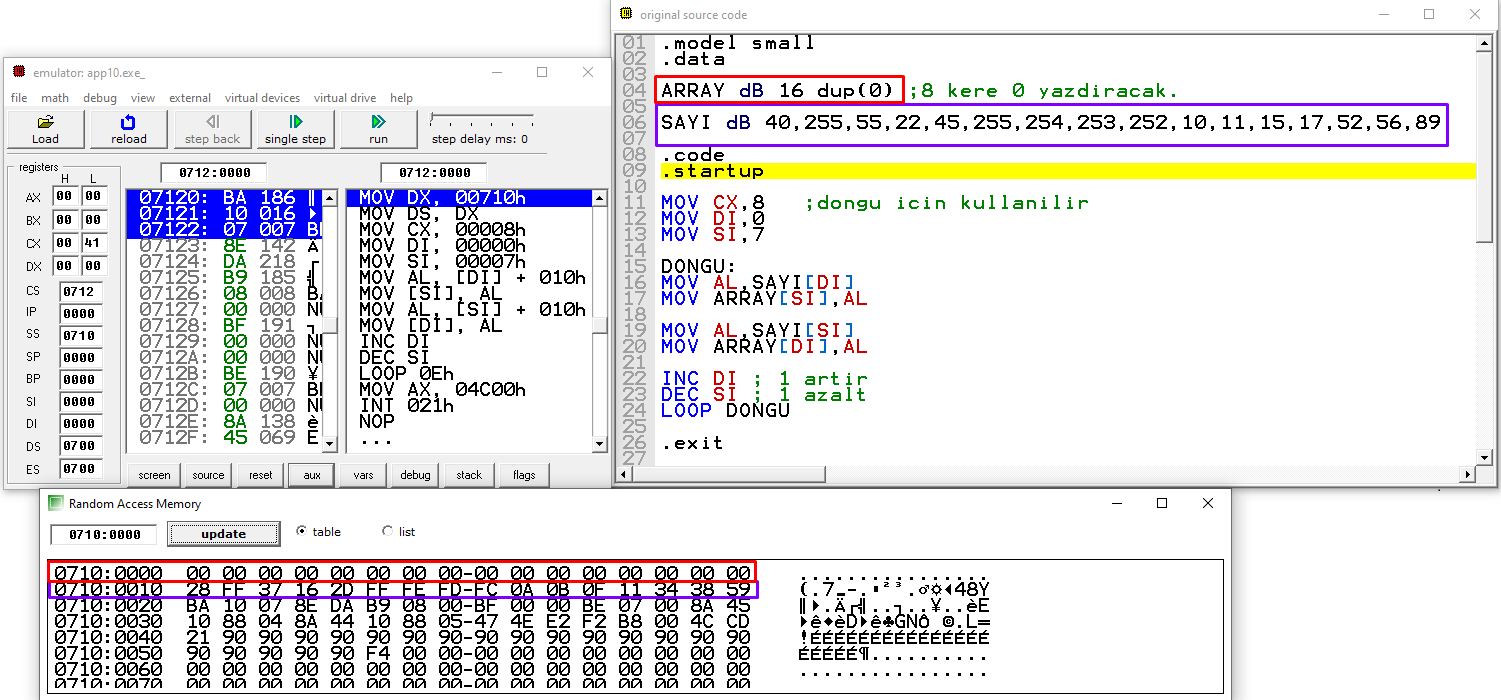 original source code
01 .model small
02 .data
03
04 ARRAY dB 16 dup(0) ;8 kere 0 yazdiracak.
05
06 SAYI dB 40,255,55,22,45,255,254,253,252,10,11,15,17,52,56,89
07
08 .code
09 .startup
10
11 MOV CX,8 ;dongu icin kullanilir
12 MOV DI,0
13 MOV SI,7
14
15 DONGU:
16 MOV AL,SAYI[DI]
17 MOV ARRAY[SI],AL
18
19 MOV AL,SAYI[SI]
20 MOV ARRAY[DI],AL
21
22 INC DI ; 1 artir
23 DEC SI ; 1 azalt
24 LOOP DONGU
25
26 .exit
27
emulator: app10.exe_
file math debug view external virtual devices virtual drive help
Load reload step back single step run step delay ms: 0
registers
H L
AX 00 00
BX 00 00
CX 00 41
DX 00 00
CS 0712
IP 0000
SS 0710
SP 0000
BP 0000
SI 0000
DI 0000
DS 0700
ES 0700
0712:0000 0712:0000
07120: BA 186 ║
07121: 10 016 ►
07122: 07 007 BE
07123: 8E 142 Ä
07124: DA 218 ┌
07125: B9 185 ╣
07126: 08 008 BA
07127: 00 000 NU
07128: BF 191 ┐
07129: 00 000 NU
0712A: 00 000 NU
0712B: BE 190 ¥
0712C: 07 007 BE
0712D: 00 000 NU
0712E: 8A 138 è
0712F: 45 069 E
MOV DX, 00710h
MOV DS, DX
MOV CX, 00008h
MOV DI, 00000h
MOV SI, 00007h
MOV AL, [DI] + 010h
MOV [SI], AL
MOV AL, [SI] + 010h
MOV [DI], AL
INC DI
DEC SI
LOOP 0Eh
MOV AX, 04C00h
INT 021h
NOP
...
screen source reset aux vars debug stack flags
Random Access Memory
0710:0000 update table list
0710:0000 00 00 00 00 00 00 00 00-00 00 00 00 00 00 00 00 ................
0710:0010 28 FF 37 16 2D FF FE FD-FC 0A 0B 0F 11 34 38 59 (.7_-.▪²³.♂☼◄48Y
0710:0020 BA 10 07 8E DA B9 08 00-BF 00 00 BE 07 00 8A 45 ║►.Ä┌╣..┐..¥..èE
0710:0030 10 88 04 8A 44 10 88 05-47 4E E2 F2 B8 00 4C CD ►ê♦èD►ê♣GNô ©.L=
0710:0040 21 90 90 90 90 90 90 90-90 90 90 90 90 90 90 90 !ÉÉÉÉÉÉÉÉÉÉÉÉÉÉÉ
0710:0050 90 90 90 90 90 F4 00 00-00 00 00 00 00 00 00 00 ÉÉÉÉÉ¶..........
0710:0060 00 00 00 00 00 00 00 00-00 00 00 00 00 00 00 00 ................
0710:0070 00 00 00 00 00 00 00 00-00 00 00 00 00 00 00 00